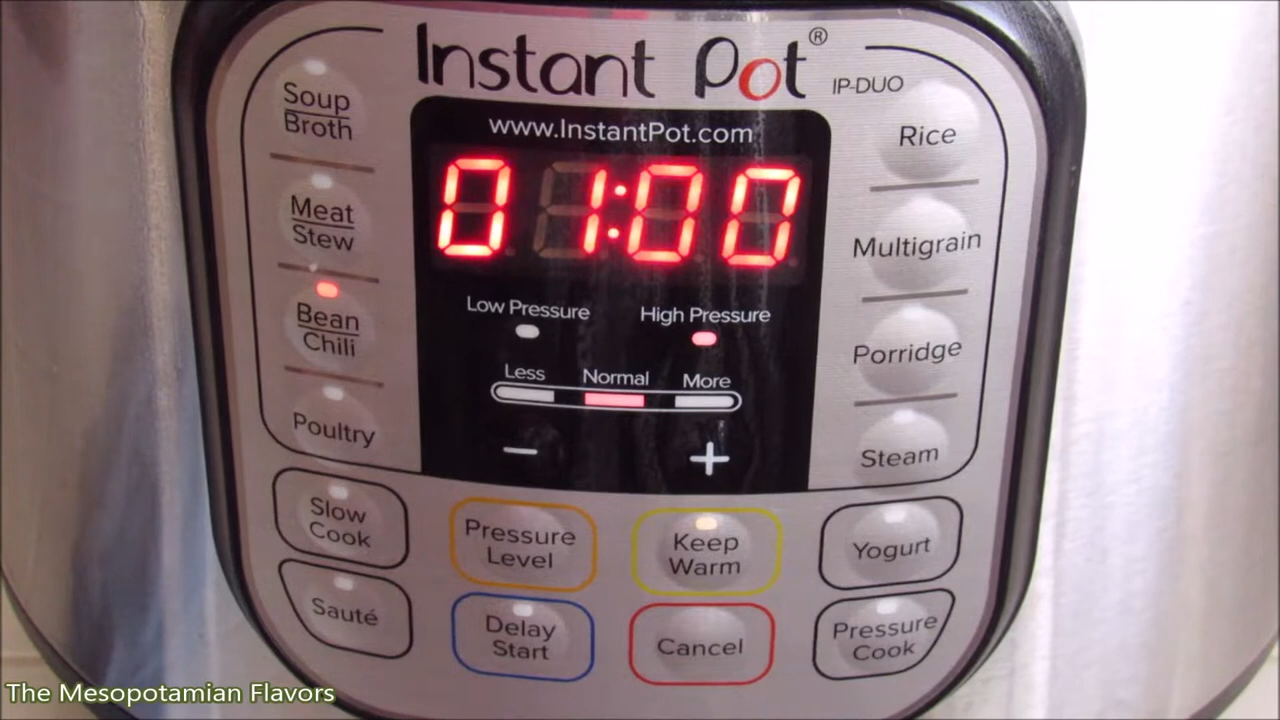 Instant Pot®
IP-DUO
www.InstantPot.com
01:00
Low Pressure
High Pressure
Less
Normal
More
−
+
Soup
Broth
Meat
Stew
Bean
Chili
Poultry
Rice
Multigrain
Porridge
Steam
Slow
Cook
Sauté
Pressure
Level
Delay
Start
Keep
Warm
Cancel
Yogurt
Pressure
Cook
The Mesopotamian Flavors